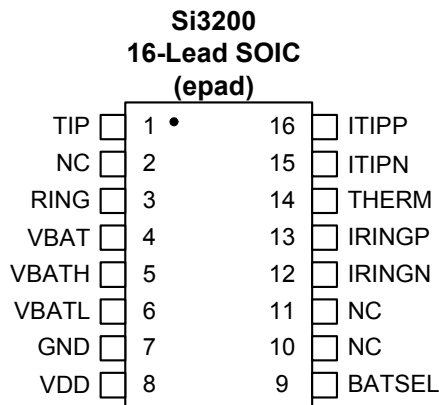 Si3200
16-Lead SOIC
(epad)
TIP 1 16 ITIPP
NC 2 15 ITIPN
RING 3 14 THERM
VBAT 4 13 IRINGP
VBATH 5 12 IRINGN
VBATL 6 11 NC
GND 7 10 NC
VDD 8 9 BATSEL